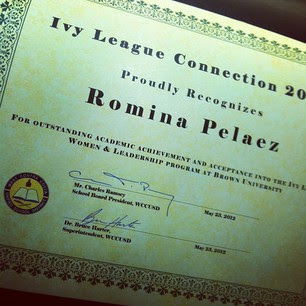 Ivy League Connection 20
Proudly Recognizes
Romina Pelaez
For outstanding academic achievement and acceptance into the Ivy
Women & Leadership program at Brown University
Mr. Charles Ramsey
School Board President, WCCUSD
May 23, 2012
Dr. Bruce Harter,
Superintendent, WCCUSD
May 23, 2012